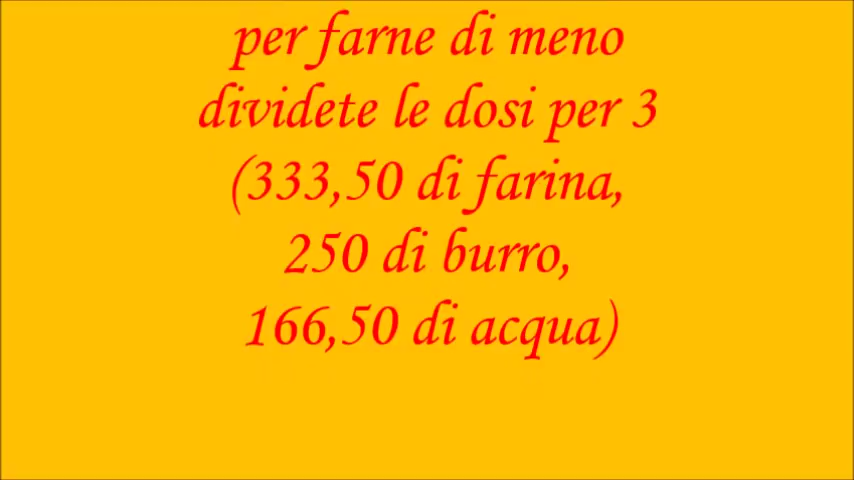 per farne di meno
dividete le dosi per 3
(333,50 di farina,
250 di burro,
166,50 di acqua)